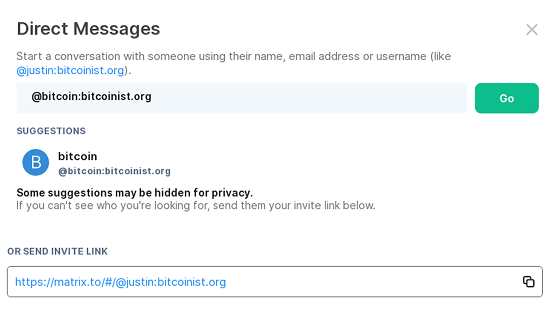 Direct Messages
Start a conversation with someone using their name, email address or username (like
@justin:bitcoinist.org).
@bitcoin:bitcoinist.org
Go
SUGGESTIONS
B
bitcoin
@bitcoin:bitcoinist.org
Some suggestions may be hidden for privacy.
If you can't see who you're looking for, send them your invite link below.
OR SEND INVITE LINK
https://matrix.to/#/@justin:bitcoinist.org